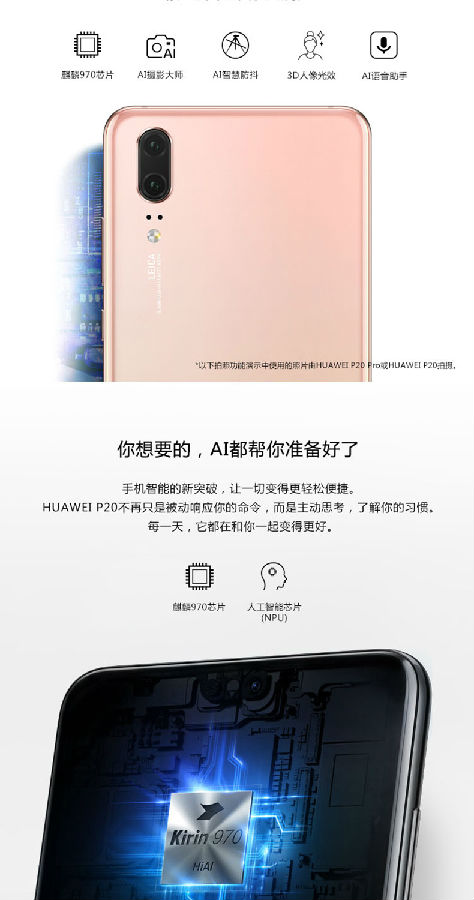 麒麟970芯片 AI摄影大师 AI智慧防抖 3D人像光效 AI语音助手
AI
LEICA
*以下拍照功能演示中使用的照片由HUAWEI P20 Pro或HUAWEI P20拍摄。
你想要的，AI都帮你准备好了
手机智能的新突破，让一切变得更轻松便捷。
HUAWEI P20不再只是被动响应你的命令，而是主动思考，了解你的习惯。
每一天，它都在和你一起变得更好。
麒麟970芯片 人工智能芯片
(NPU)
Kirin 970
HiAI